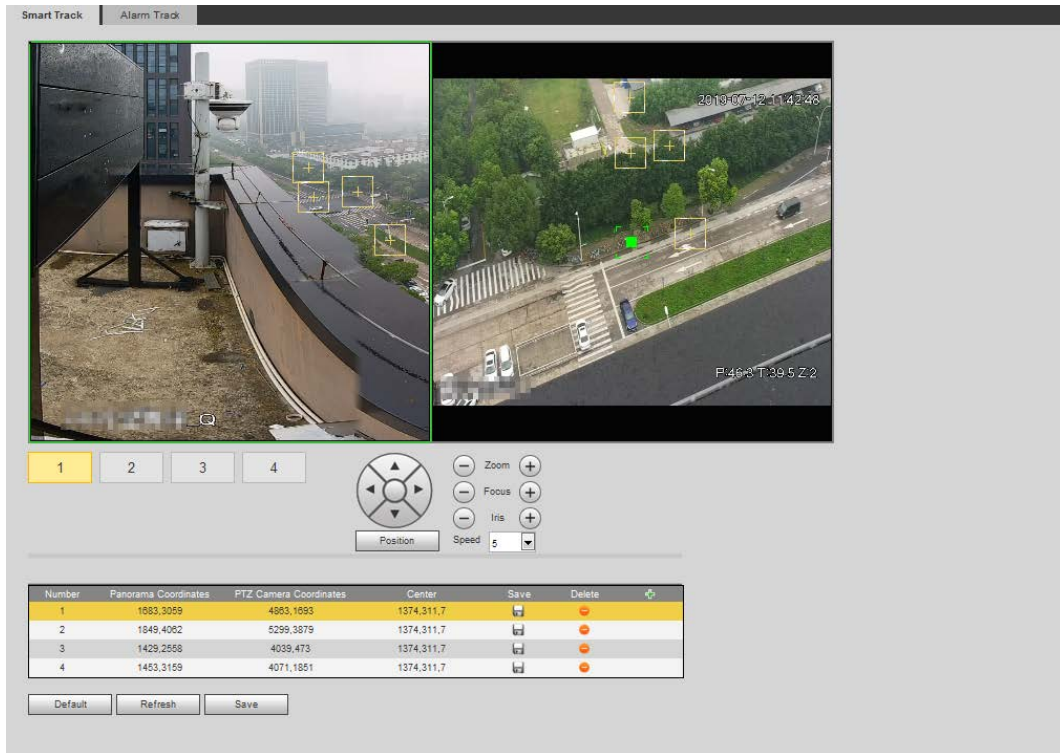 Smart Track Alarm Track
2019-07-12 11:42:48
P:46.8 T:39.5 Z:2
1 2 3 4
Zoom
Focus
Iris
Position Speed 5
Number Panorama Coordinates PTZ Camera Coordinates Center Save Delete
1 1683,3059 4863,1693 1374,311,7
2 1849,4062 5299,3879 1374,311,7
3 1429,2558 4039,473 1374,311,7
4 1453,3159 4071,1851 1374,311,7
Default Refresh Save